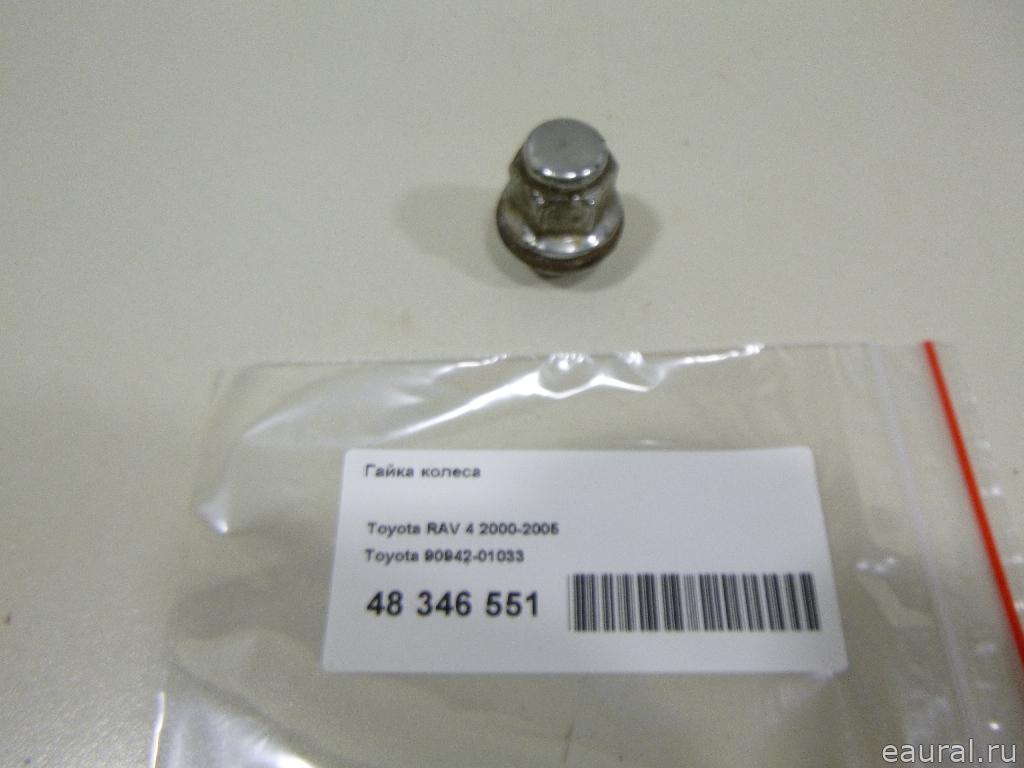 Гайка колеса
Toyota RAV 4 2000-2005
Toyota 90942-01033
48 346 551
eaural.ru